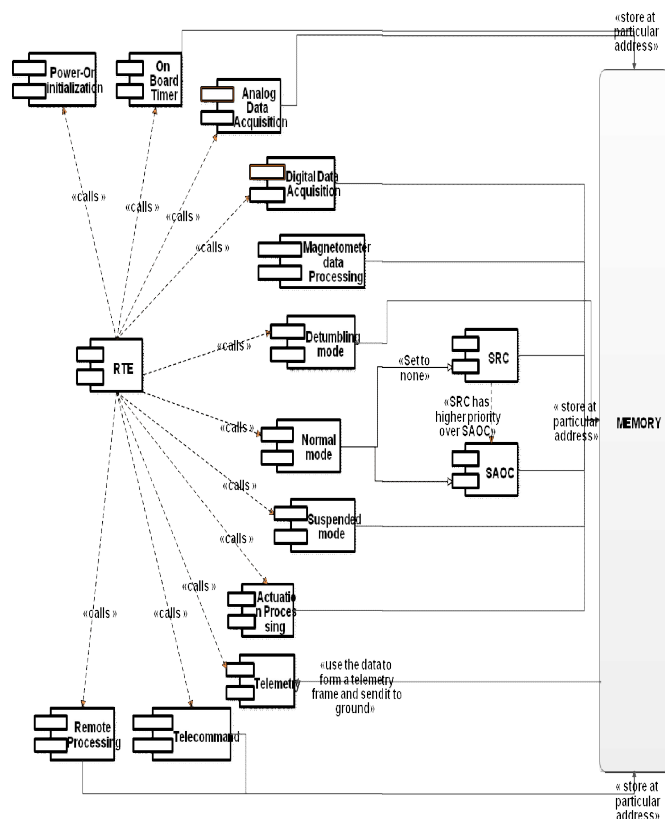 «store at
particular
address»
Power-On
initialization
On
Board
Timer
Analog
Data
Acquisition
Digital Data
Acquisition
«calls »
«calls »
«calls »
«calls »
Magnetometer
data
Processing
Detumbling
mode
«calls »
RTE
«Set to
none»
SRC
«SRC has
higher priority
over SAOC»
« store at
particular
address»
MEMORY
«calls »
Normal
mode
SAOC
«calls »
Suspended
mode
«calls »
«calls »
Actuatio
n Proces
sing
«calls »
«calls »
Telemetry
«use the data to
form a telemetry
frame and send it to
ground»
Remote
Processing
Telecommand
« store at
particular
address»